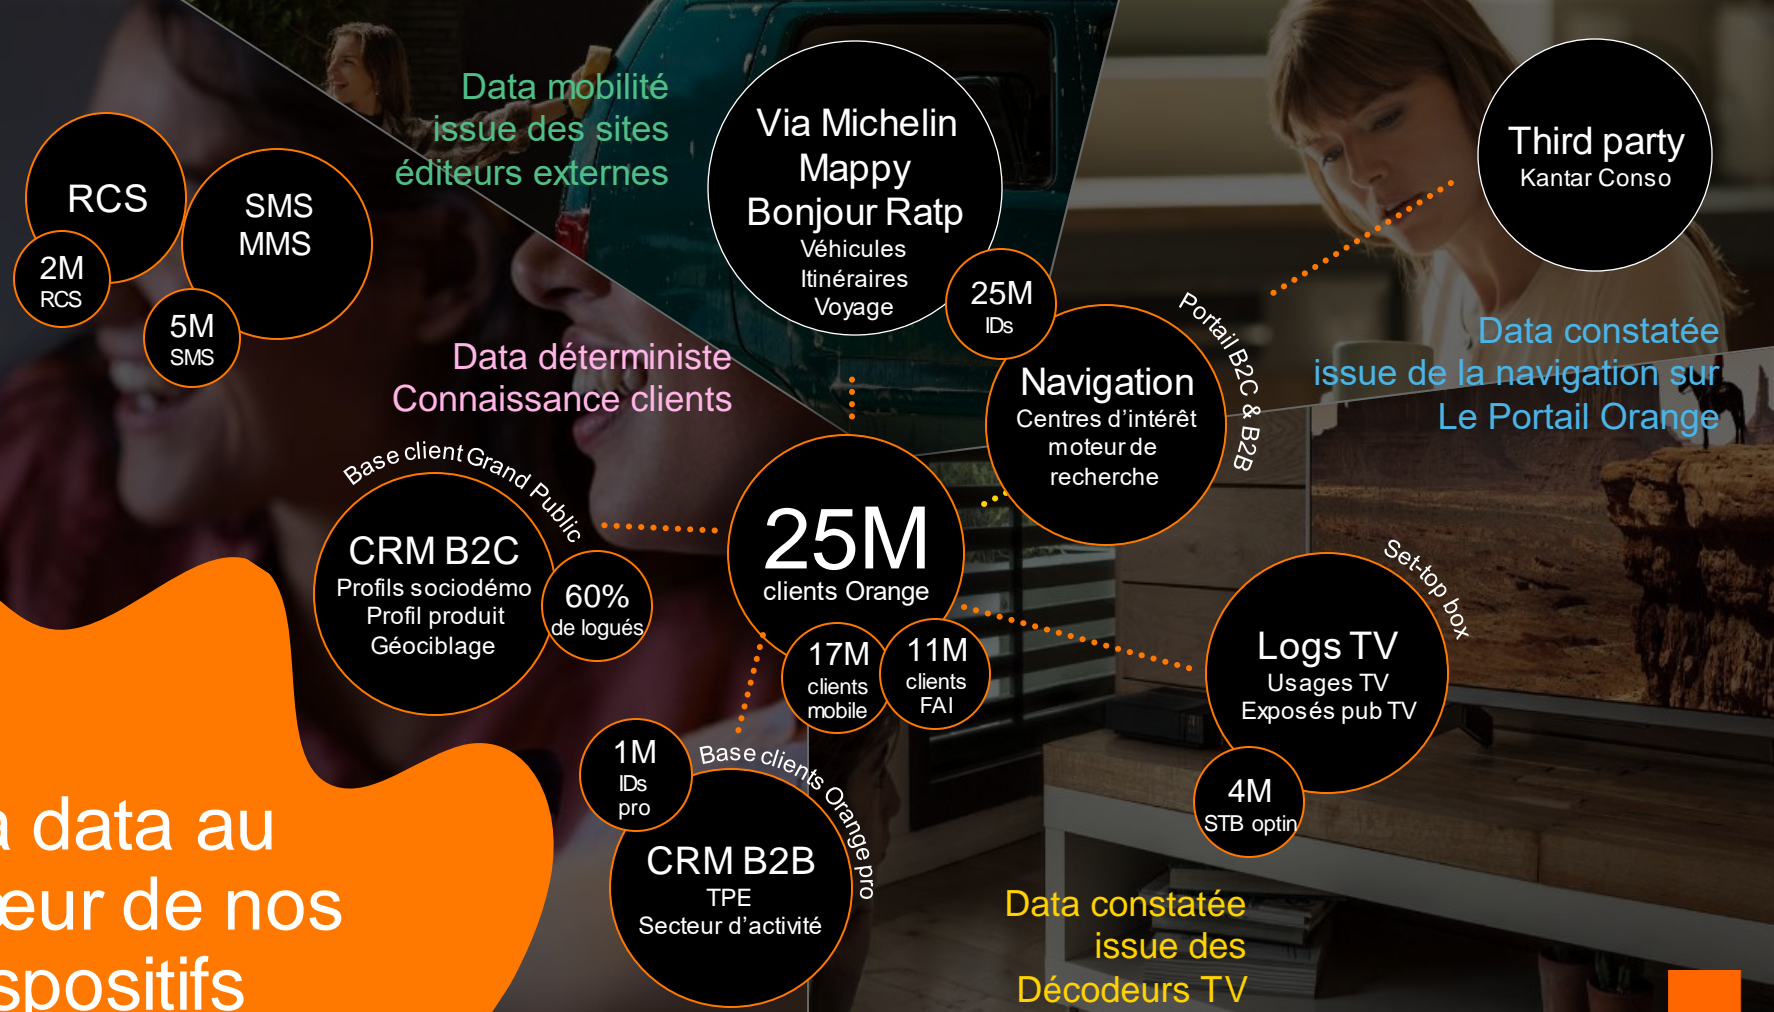 Data mobilité
issue des sites
éditeurs externes
Via Michelin
Mappy
Bonjour Ratp
Véhicules
Itinéraires
Voyage
25M
IDs
Third party
Kantar Conso
RCS
2M
RCS
SMS
MMS
5M
SMS
Data déterministe
Connaissance clients
Navigation
Centres d'intérêt
moteur de
recherche
Portail B2C & B2B
Data constatée
issue de la navigation sur
Le Portail Orange
Base client Grand Public
CRM B2C
Profils sociodémo
Profil produit
Géociblage
60%
de logués
25M
clients Orange
17M
clients
mobile
11M
clients
FAI
Set-top box
Logs TV
Usages TV
Exposés pub TV
4M
STB optin
1M
IDs
pro
Base clients Orange pro
CRM B2B
TPE
Secteur d'activité
Data constatée
issue des
Décodeurs TV
a data au
œur de nos
spositifs